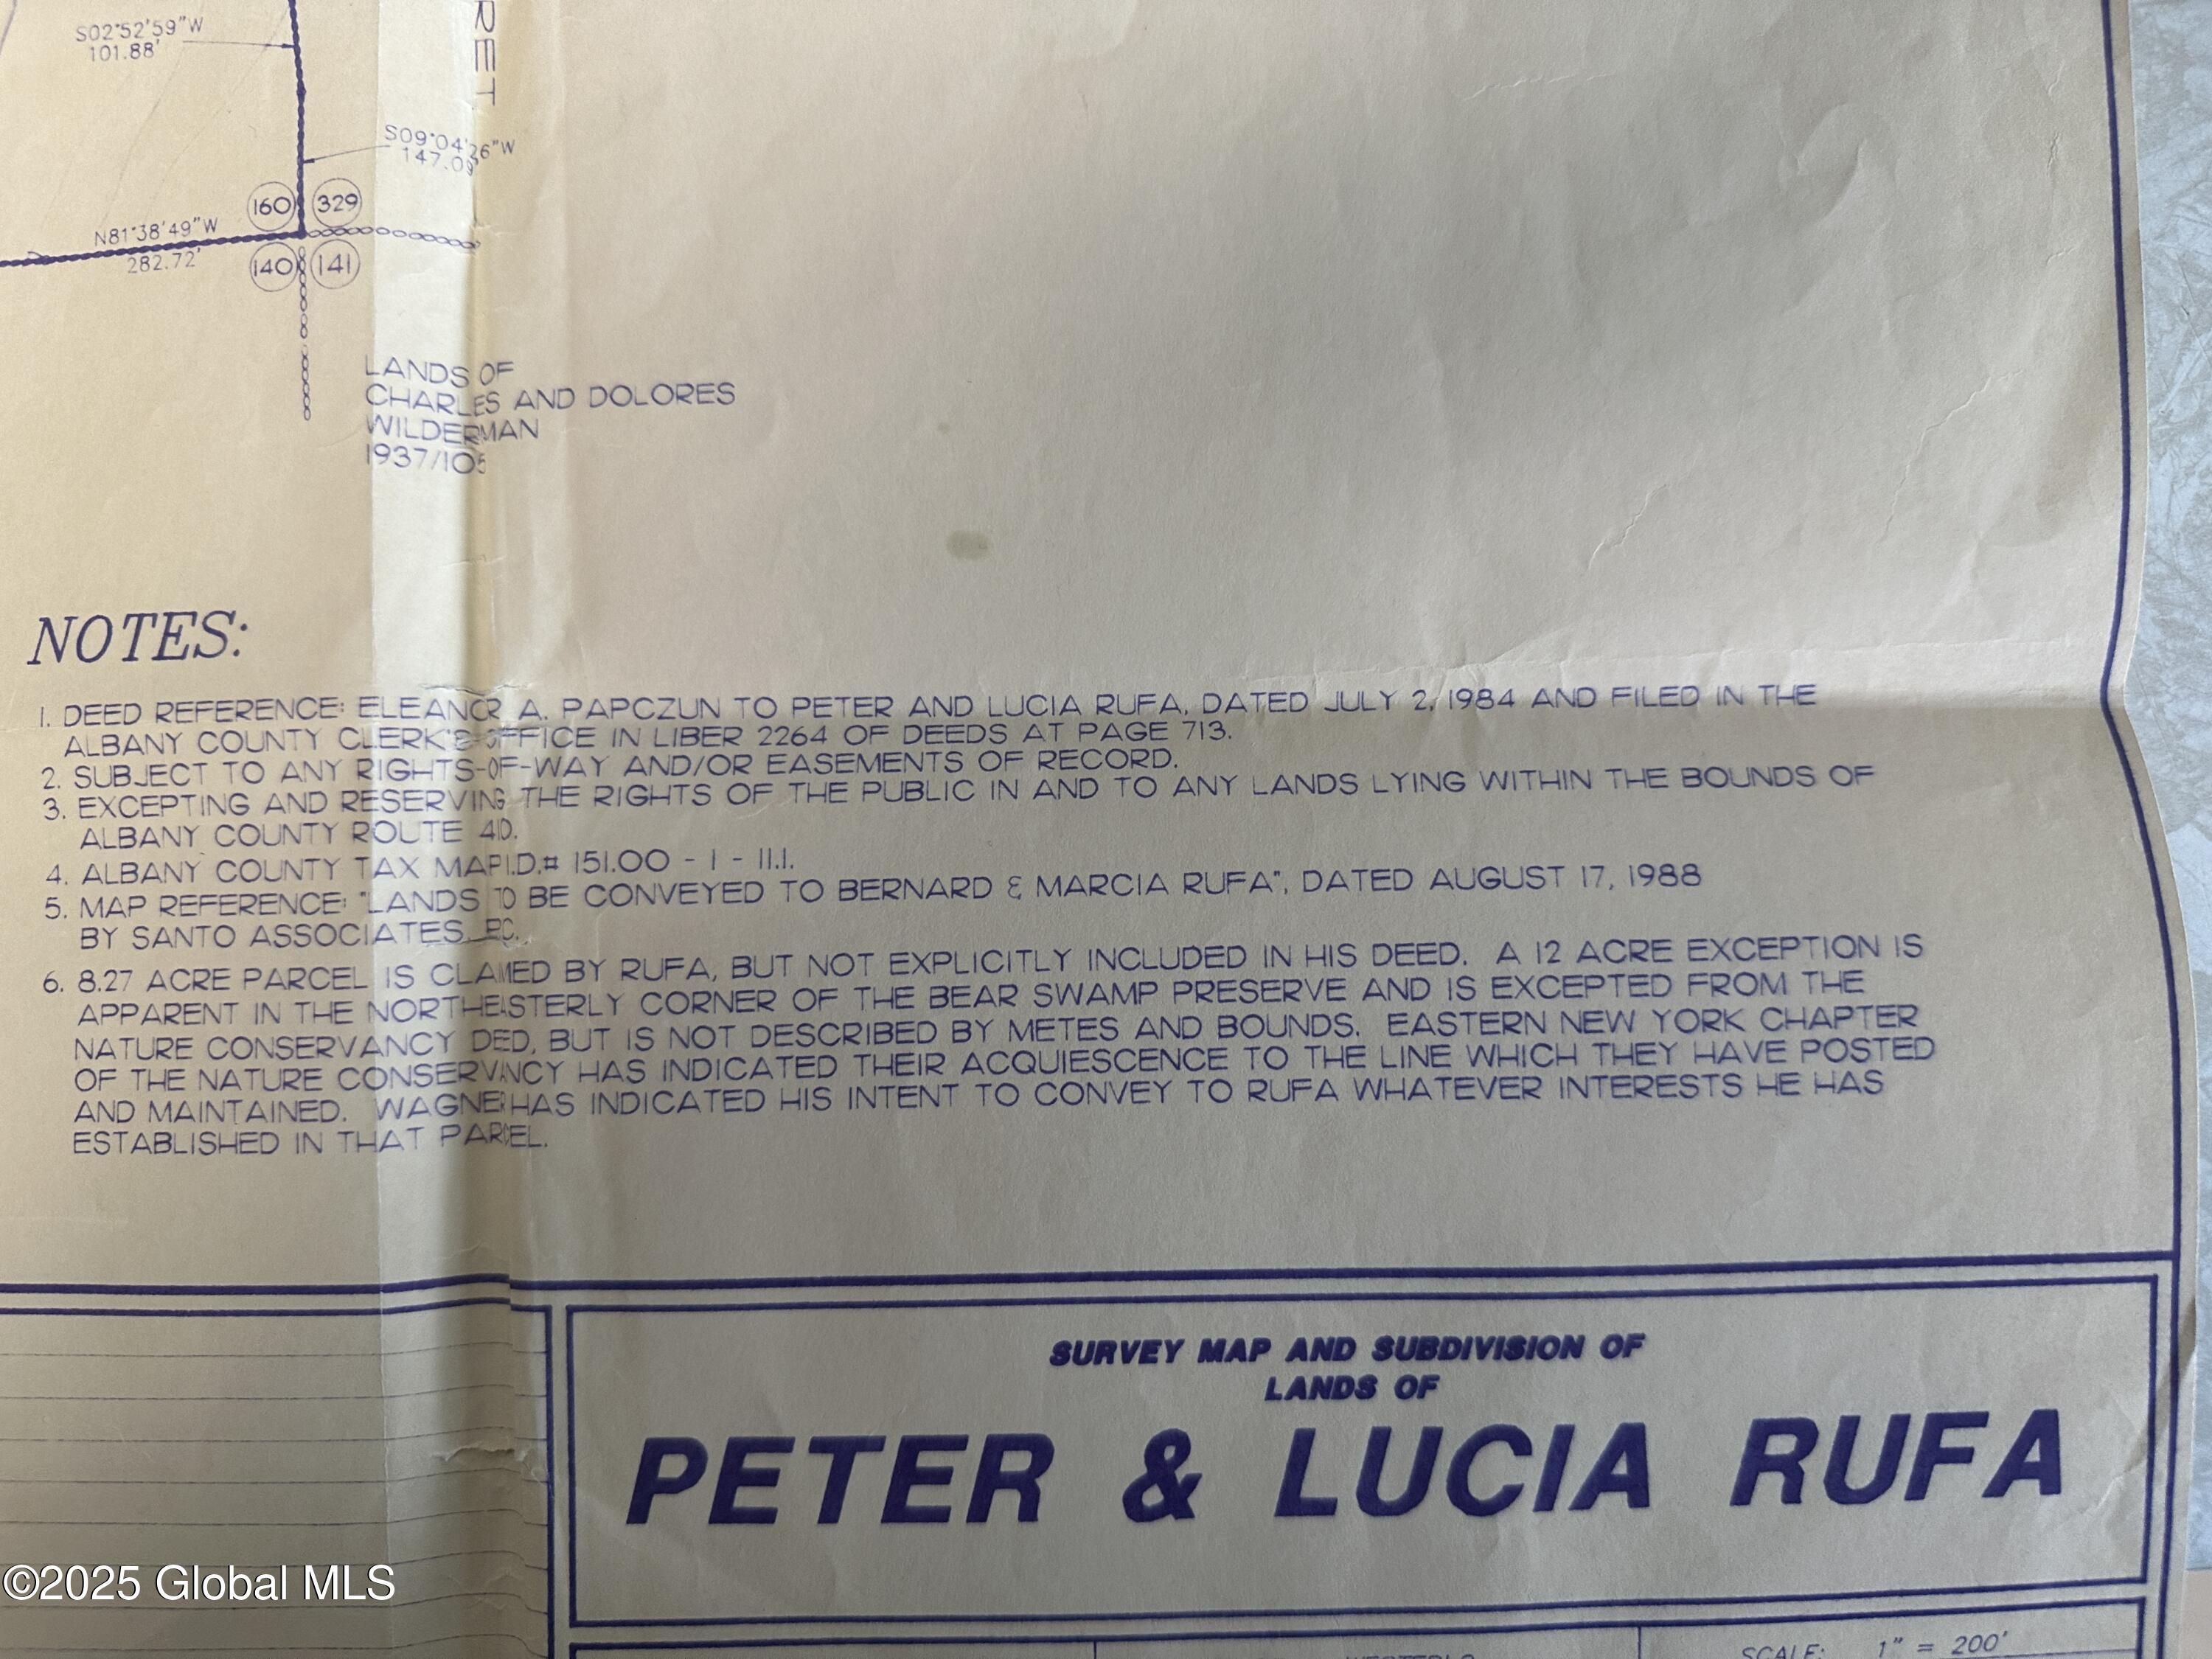 S02°52'59"W
101.88'
RET
S09°04'26"W
147.09'
160 329
N81°38'49"W
282.72'
140 141
LANDS OF
CHARLES AND DOLORES
WILDERMAN
1937/105
NOTES:
1. DEED REFERENCE: ELEANOR A. PAPCZUN TO PETER AND LUCIA RUFA, DATED JULY 2, 1984 AND FILED IN THE
ALBANY COUNTY CLERK'S OFFICE IN LIBER 2264 OF DEEDS AT PAGE 713.
2. SUBJECT TO ANY RIGHTS-OF-WAY AND/OR EASEMENTS OF RECORD.
3. EXCEPTING AND RESERVING THE RIGHTS OF THE PUBLIC IN AND TO ANY LANDS LYING WITHIN THE BOUNDS OF
ALBANY COUNTY ROUTE
4. ALBANY COUNTY TAX MAP I.D.# 151.00 - 1 - 11.1.
5. MAP REFERENCE: "LANDS TO BE CONVEYED TO BERNARD & MARCIA RUFA", DATED AUGUST 17, 1988
BY SANTO ASSOCIATES, P.C.
6. 8.27 ACRE PARCEL IS CLAIMED BY RUFA, BUT NOT EXPLICITLY INCLUDED IN HIS DEED. A 12 ACRE EXCEPTION IS
APPARENT IN THE NORTHEASTERLY CORNER OF THE BEAR SWAMP PRESERVE AND IS EXCEPTED FROM THE
NATURE CONSERVANCY DEED, BUT IS NOT DESCRIBED BY METES AND BOUNDS. EASTERN NEW YORK CHAPTER
OF THE NATURE CONSERVANCY HAS INDICATED THEIR ACQUIESCENCE TO THE LINE WHICH THEY HAVE POSTED
AND MAINTAINED. WAGNER HAS INDICATED HIS INTENT TO CONVEY TO RUFA WHATEVER INTERESTS HE HAS
ESTABLISHED IN THAT PARCEL.
SURVEY MAP AND SUBDIVISION OF
LANDS OF
PETER & LUCIA RUFA
SCALE: 1" = 200'
©2025 Global MLS